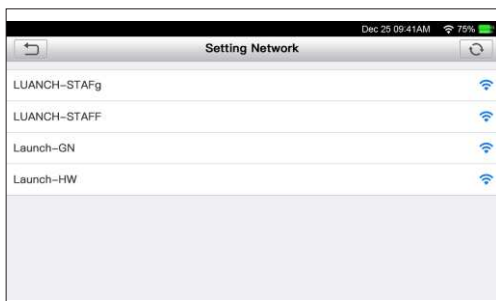 Dec 25 09:41AM 75%
Setting Network
LUANCH-STAFg
LUANCH-STAFF
Launch-GN
Launch-HW